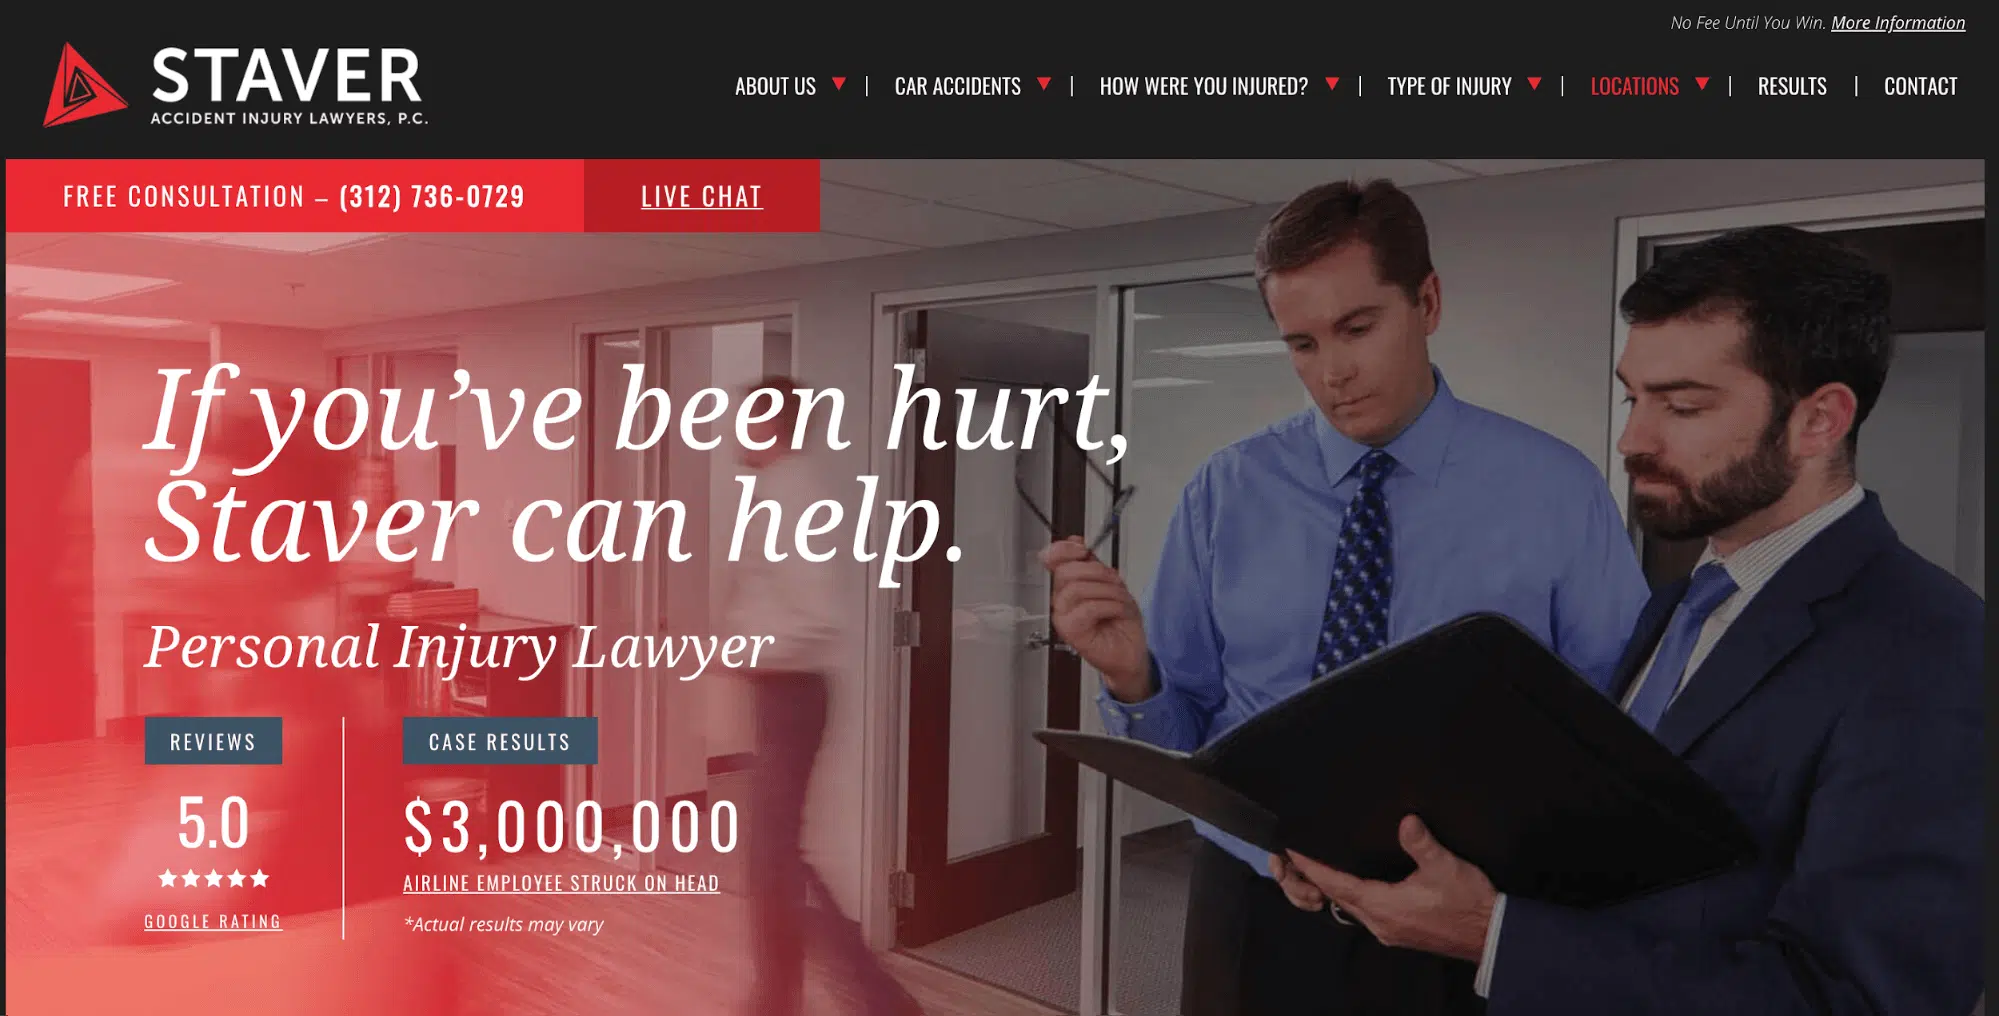 No Fee Until You Win. More Information
STAVER
ACCIDENT INJURY LAWYERS, P.C.
ABOUT US | CAR ACCIDENTS | HOW WERE YOU INJURED? | TYPE OF INJURY | LOCATIONS | RESULTS | CONTACT
FREE CONSULTATION – (312) 736-0729 LIVE CHAT
If you’ve been hurt,
Staver can help.
Personal Injury Lawyer
REVIEWS
5.0
★★★★★
GOOGLE RATING
CASE RESULTS
$3,000,000
AIRLINE EMPLOYEE STRUCK ON HEAD
*Actual results may vary